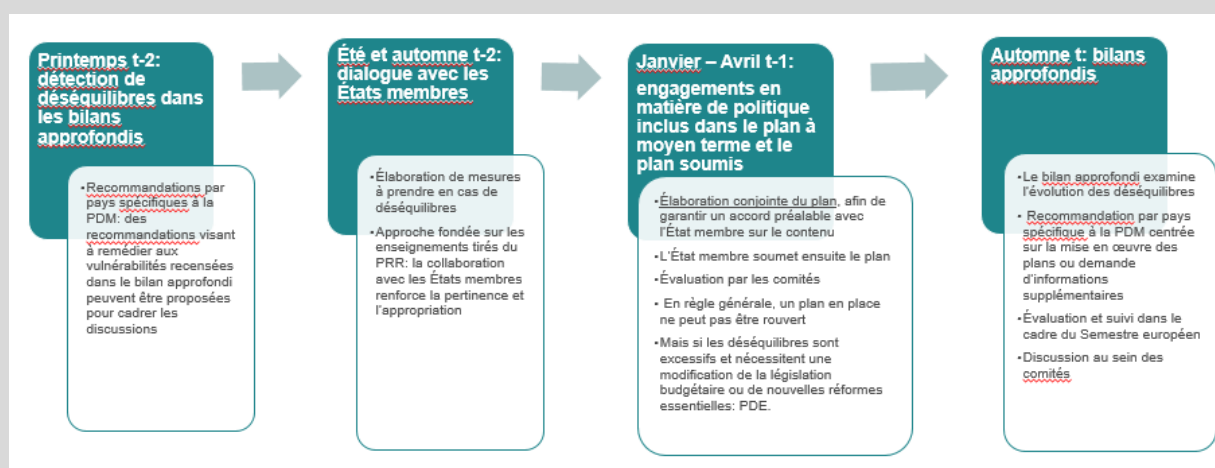 Printemps t-2:
détection de
déséquilibres dans
les bilans
approfondis
•Recommandations par
pays spécifiques à la
PDM: des
recommandations visant
à remédier aux
vulnérabilités recensées
dans le bilan approfondi
peuvent être proposées
pour cadrer les
discussions
Été et automne t-2:
dialogue avec les
États membres
•Élaboration de mesures
à prendre en cas de
déséquilibres
•Approche fondée sur les
enseignements tirés du
PRR: la collaboration
avec les États membres
renforce la pertinence et
l'appropriation
Janvier – Avril t-1:
engagements en
matière de politique
inclus dans le plan à
moyen terme et le
plan soumis
•Élaboration conjointe du plan, afin de
garantir un accord préalable avec
l'État membre sur le contenu
•L'État membre soumet ensuite le plan
•Évaluation par les comités
• En règle générale, un plan en place
ne peut pas être rouvert
•Mais si les déséquilibres sont
excessifs et nécessitent une
modification de la législation
budgétaire ou de nouvelles réformes
essentielles: PDE.
Automne t: bilans
approfondis
•Le bilan approfondi examine
l'évolution des déséquilibres
• Recommandation par pays
spécifique à la PDM centrée
sur la mise en œuvre des
plans ou demande
d'informations
supplémentaires
•Évaluation et suivi dans le
cadre du Semestre européen
•Discussion au sein des
comités